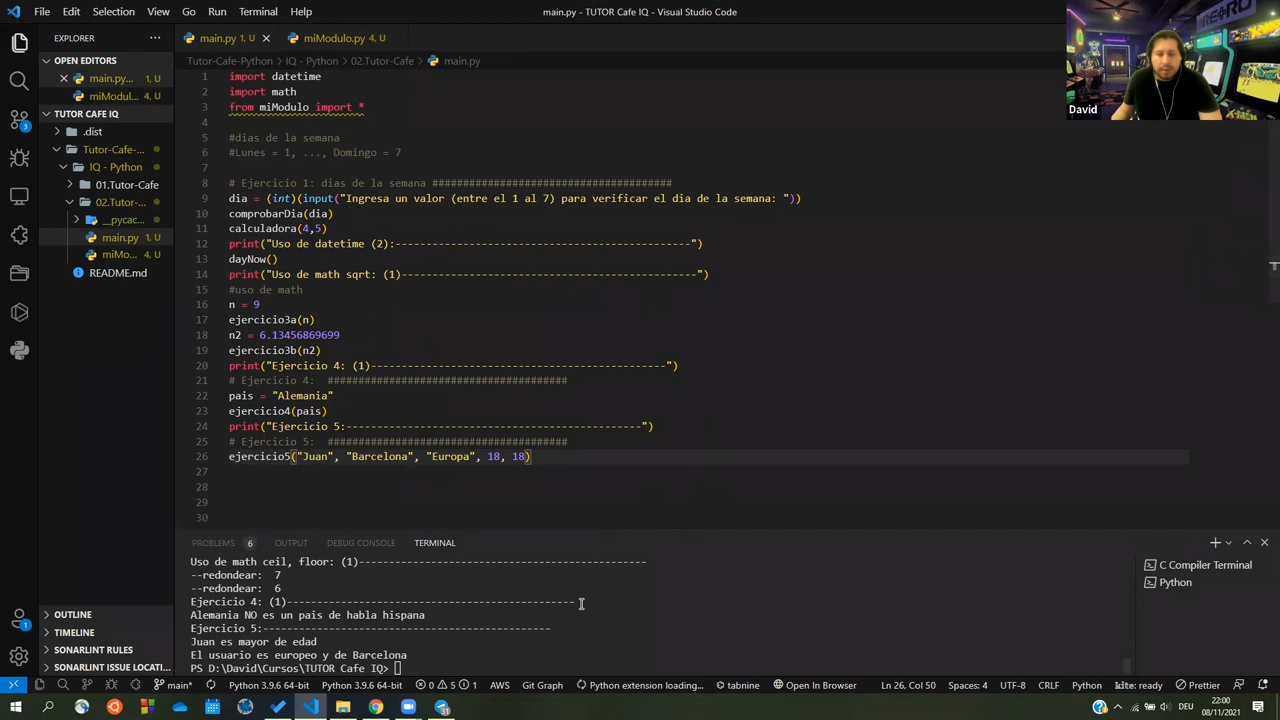 File Edit Selection View Go Run Terminal Help
main.py - TUTOR Cafe IQ - Visual Studio Code
EXPLORER
OPEN EDITORS
main.py... 1, U
miModul... 4, U
TUTOR CAFE IQ
.dist
Tutor-Cafe-...
IQ - Python
01.Tutor-Cafe
02.Tutor-...
__pycac...
main.py 1, U
miMo... 4, U
README.md
OUTLINE
TIMELINE
SONARLINT RULES
SONARLINT ISSUE LOCATI...
main.py 1, U
miModulo.py 4, U
Tutor-Cafe-Python > IQ - Python > 02.Tutor-Cafe > main.py
1 import datetime
2 import math
3 from miModulo import *
4
5 #dias de la semana
6 #Lunes = 1, ..., Domingo = 7
7
8 # Ejercicio 1: dias de la semana #######################################
9 dia = (int)(input("Ingresa un valor (entre el 1 al 7) para verificar el dia de la semana: "))
10 comprobarDia(dia)
11 calculadora(4,5)
12 print("Uso de datetime (2):------------------------------------------------")
13 dayNow()
14 print("Uso de math sqrt: (1)------------------------------------------------")
15 #uso de math
16 n = 9
17 ejercicio3a(n)
18 n2 = 6.13456869699
19 ejercicio3b(n2)
20 print("Ejercicio 4: (1)------------------------------------------------")
21 # Ejercicio 4: #######################################
22 pais = "Alemania"
23 ejercicio4(pais)
24 print("Ejercicio 5:------------------------------------------------")
25 # Ejercicio 5: #######################################
26 ejercicio5("Juan", "Barcelona", "Europa", 18, 18)
27
28
29
30
PROBLEMS 6 OUTPUT DEBUG CONSOLE TERMINAL
Uso de math ceil, floor: (1)-----------------------------------------------
--redondear: 7
--redondear: 6
Ejercicio 4: (1)-----------------------------------------------
Alemania NO es un pais de habla hispana
Ejercicio 5:-----------------------------------------------
Juan es mayor de edad
El usuario es europeo y de Barcelona
PS D:\David\Cursos\TUTOR Cafe IQ>
C Compiler Terminal
Python
David
main* Python 3.9.6 64-bit Python 3.9.6 64-bit 0 5 1 AWS Git Graph Python extension loading... tabnine Open In Browser Ln 26, Col 50 Spaces: 4 UTF-8 CRLF Python kite: ready Prettier
DEU
22:00
08/11/2021